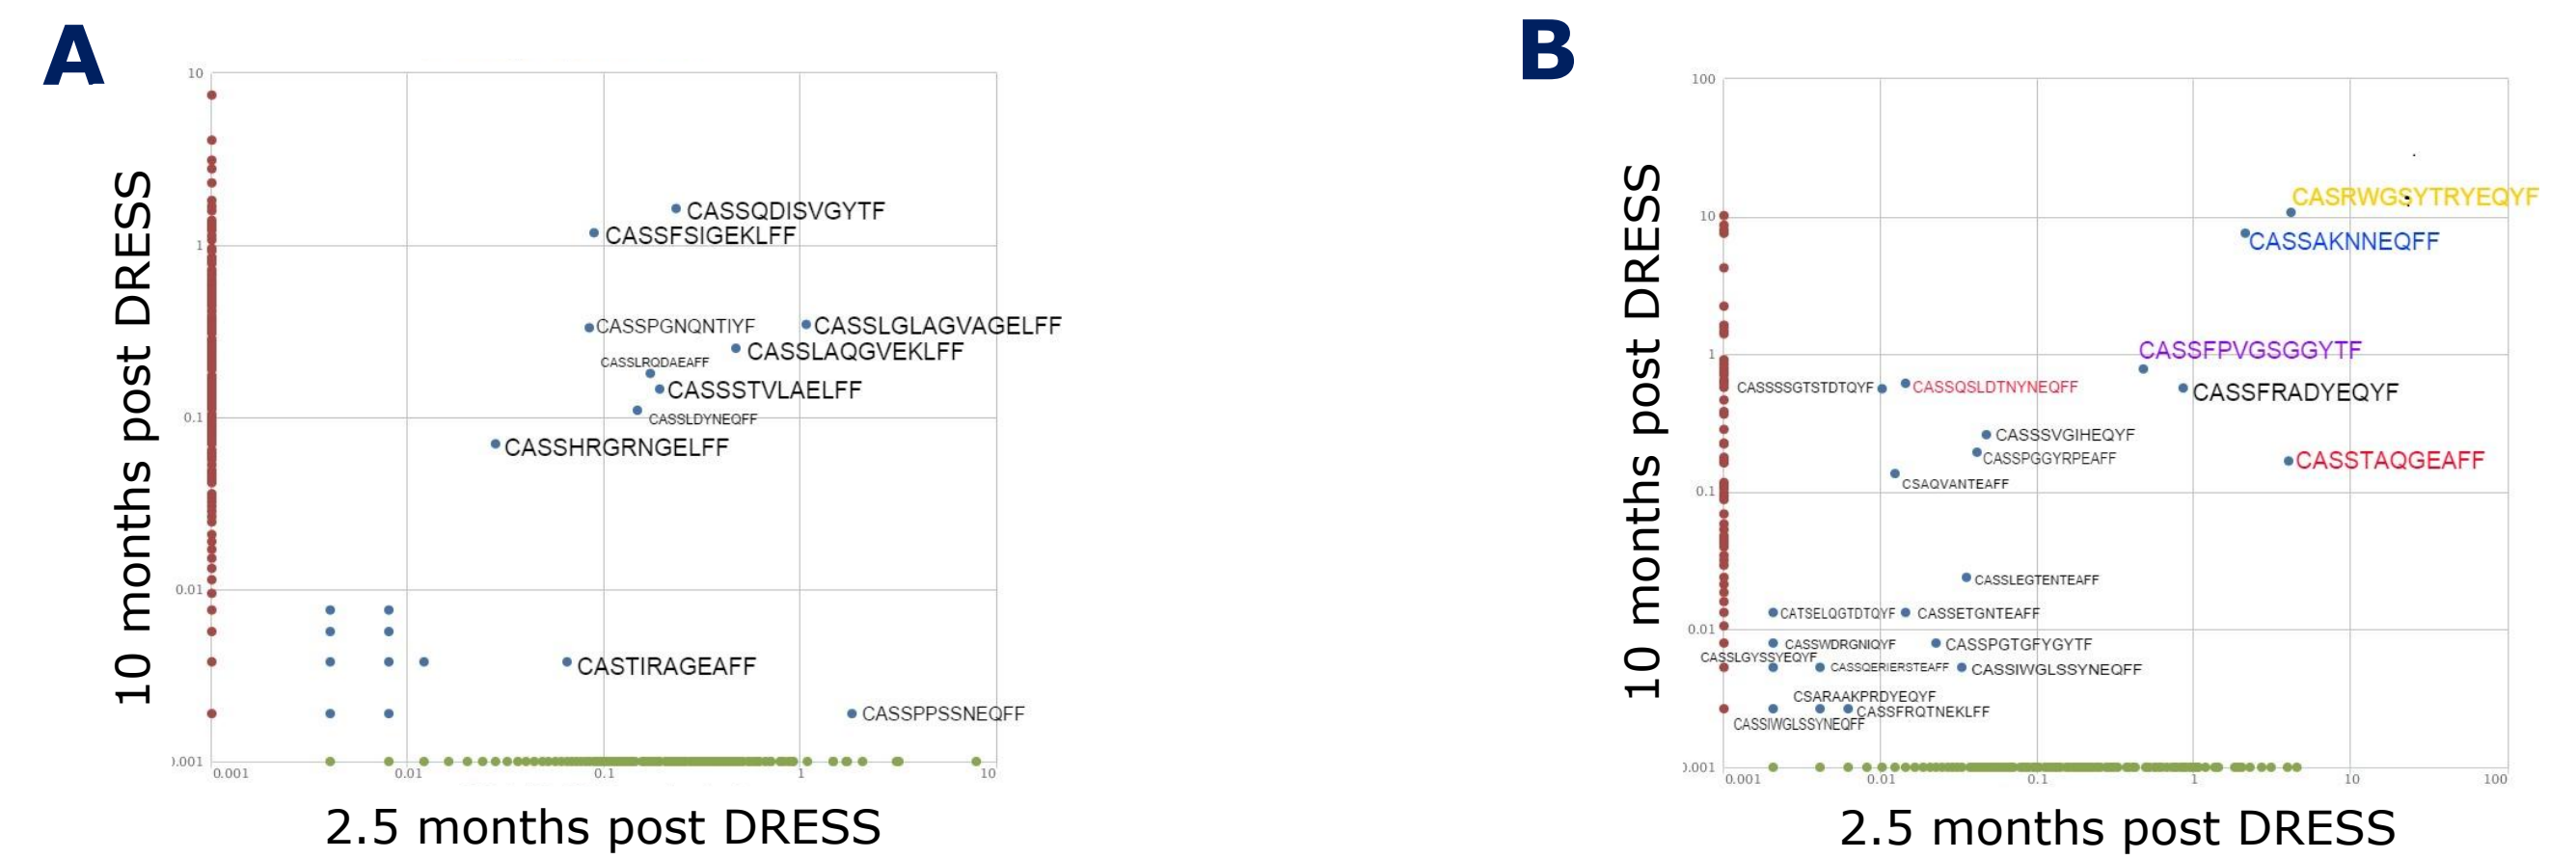 A
10
1
0.1
0.01
0.001
0.001
0.01
0.1
1
10
10 months post DRESS
2.5 months post DRESS
CASSQDISVGYTF
CASSFSIGEKLFF
CASSPGNQNTIYF
CASSLGLAGVAGELFF
CASSLAQGVEKLFF
CASSLRQDAEAFF
CASSSTVLAELFF
CASSLDYNEQFF
CASSHRGRNGELFF
CASTIRAGEAFF
CASSPPSSNEQFF
B
100
10
1
0.1
0.01
0.001
0.001
0.01
0.1
1
10
100
10 months post DRESS
2.5 months post DRESS
CASRWGSYTRYEQYF
CASSAKNNEQFF
CASSFPVGSGGYTF
CASSSSGTSTDTQYF
CASSQSLDTNYNEQFF
CASSFRADYEQYF
CASSSVGIHEQYF
CASSPGGYRPEAFF
CASSTAQGEAFF
CSAQVANTEAFF
CASSLEGTENTEAFF
CATSELQGTDTQYF
CASSETGNTEAFF
CASSWDRGNIQYF
CASSPGTGFYGYTF
CASSLGYSSYEQYF
CASSQERIERSTEAFF
CASSIWGLSSYNEQFF
CSARAAKPRDYEQYF
CASSFRQTNEKLFF
CASSIWGLSSYNEQFF